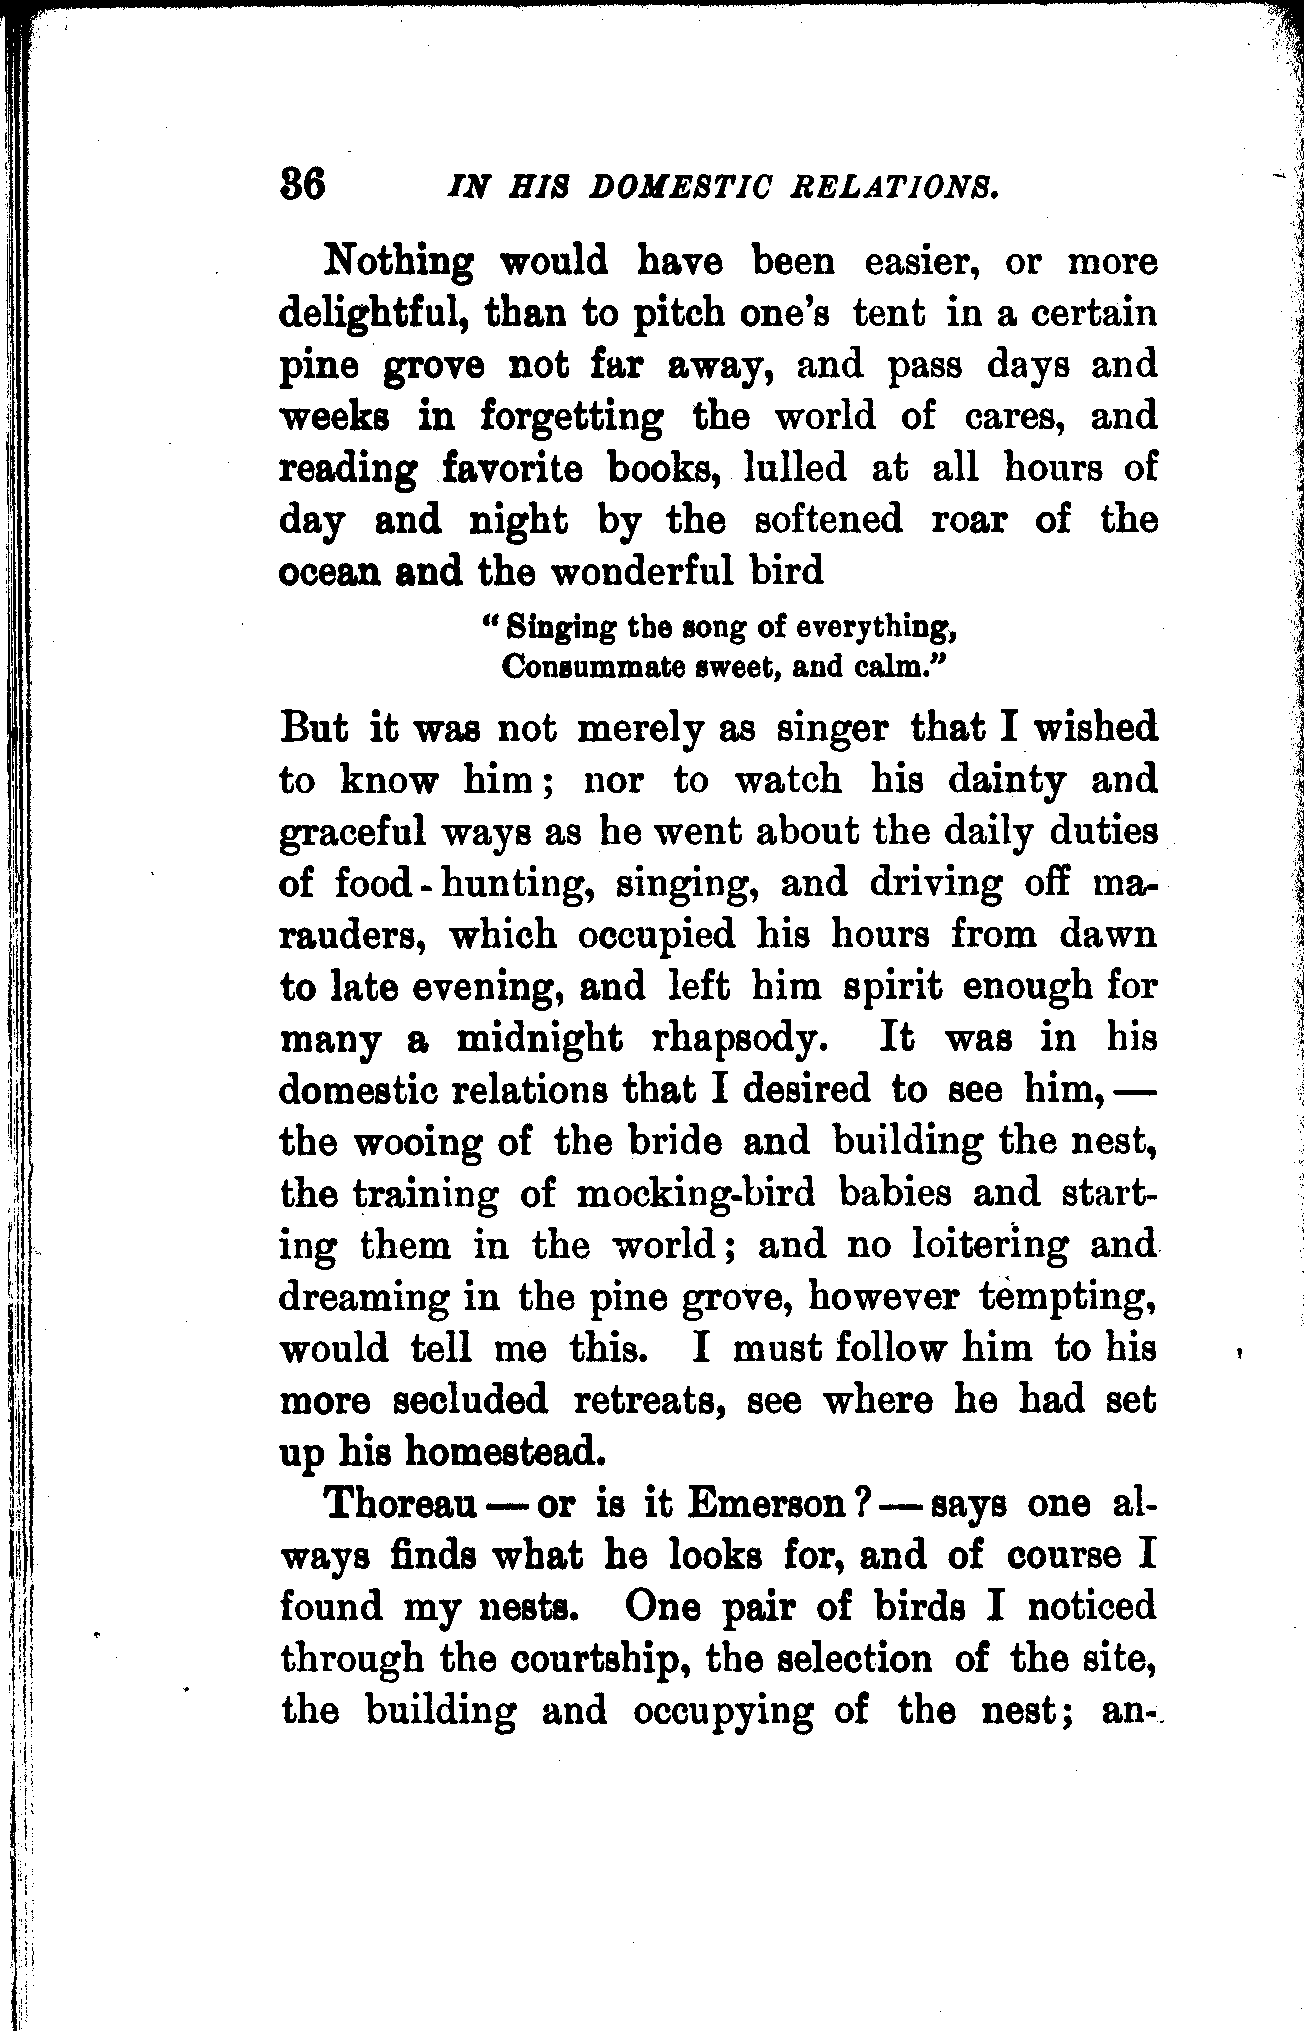 36 IN HIS DOMESTIC RELATIONS.
Nothing would have been easier, or more
delightful, than to pitch one's tent in a certain
pine grove not far away, and pass days and
weeks in forgetting the world of cares, and
reading favorite books, lulled at all hours of
day and night by the softened roar of the
ocean and the wonderful bird
"Singing the song of everything,
Consummate sweet, and calm."
But it was not merely as singer that I wished
to know him; nor to watch his dainty and
graceful ways as he went about the daily duties
of food-hunting, singing, and driving off ma-
rauders, which occupied his hours from dawn
to late evening, and left him spirit enough for
many a midnight rhapsody. It was in his
domestic relations that I desired to see him,—
the wooing of the bride and building the nest,
the training of mocking-bird babies and start-
ing them in the world; and no loitering and
dreaming in the pine grove, however tempting,
would tell me this. I must follow him to his
more secluded retreats, see where he had set
up his homestead.
Thoreau—or is it Emerson?—says one al-
ways finds what he looks for, and of course I
found my nests. One pair of birds I noticed
through the courtship, the selection of the site,
the building and occupying of the nest; an-